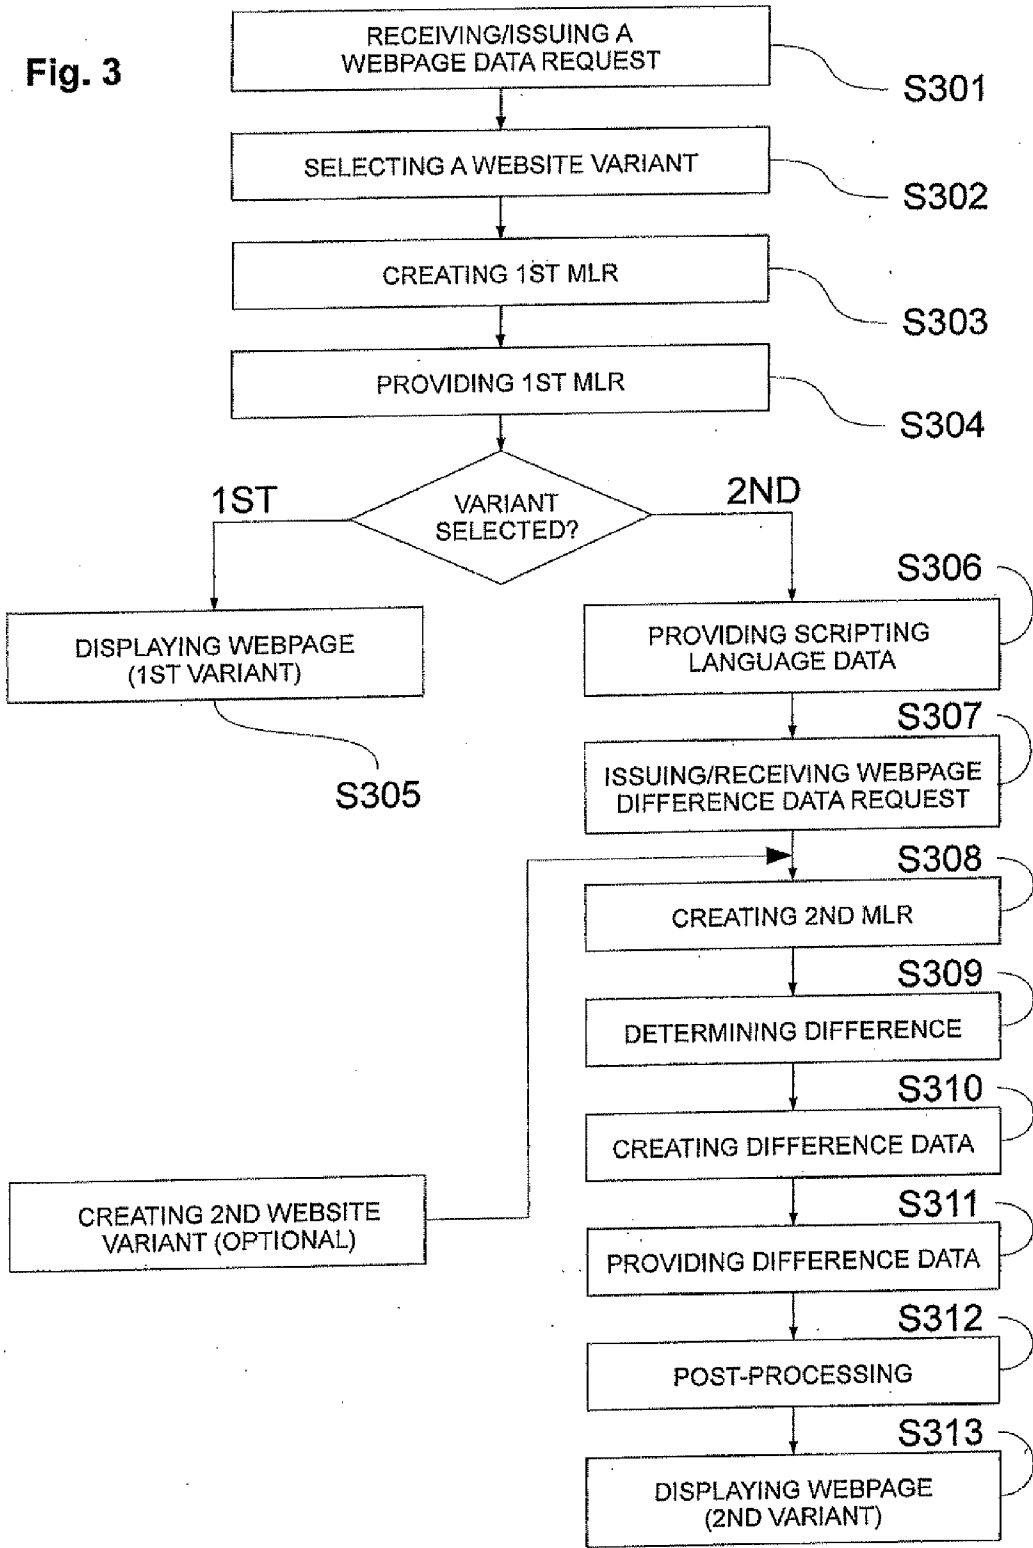 Fig. 3
RECEIVING/ISSUING A
WEBPAGE DATA REQUEST
S301
SELECTING A WEBSITE VARIANT
S302
CREATING 1ST MLR
S303
PROVIDING 1ST MLR
S304
VARIANT
SELECTED?
1ST
2ND
DISPLAYING WEBPAGE
(1ST VARIANT)
S305
S306
PROVIDING SCRIPTING
LANGUAGE DATA
S307
ISSUING/RECEIVING WEBPAGE
DIFFERENCE DATA REQUEST
S308
CREATING 2ND MLR
S309
DETERMINING DIFFERENCE
S310
CREATING DIFFERENCE DATA
CREATING 2ND WEBSITE
VARIANT (OPTIONAL)
S311
PROVIDING DIFFERENCE DATA
S312
POST-PROCESSING
S313
DISPLAYING WEBPAGE
(2ND VARIANT)